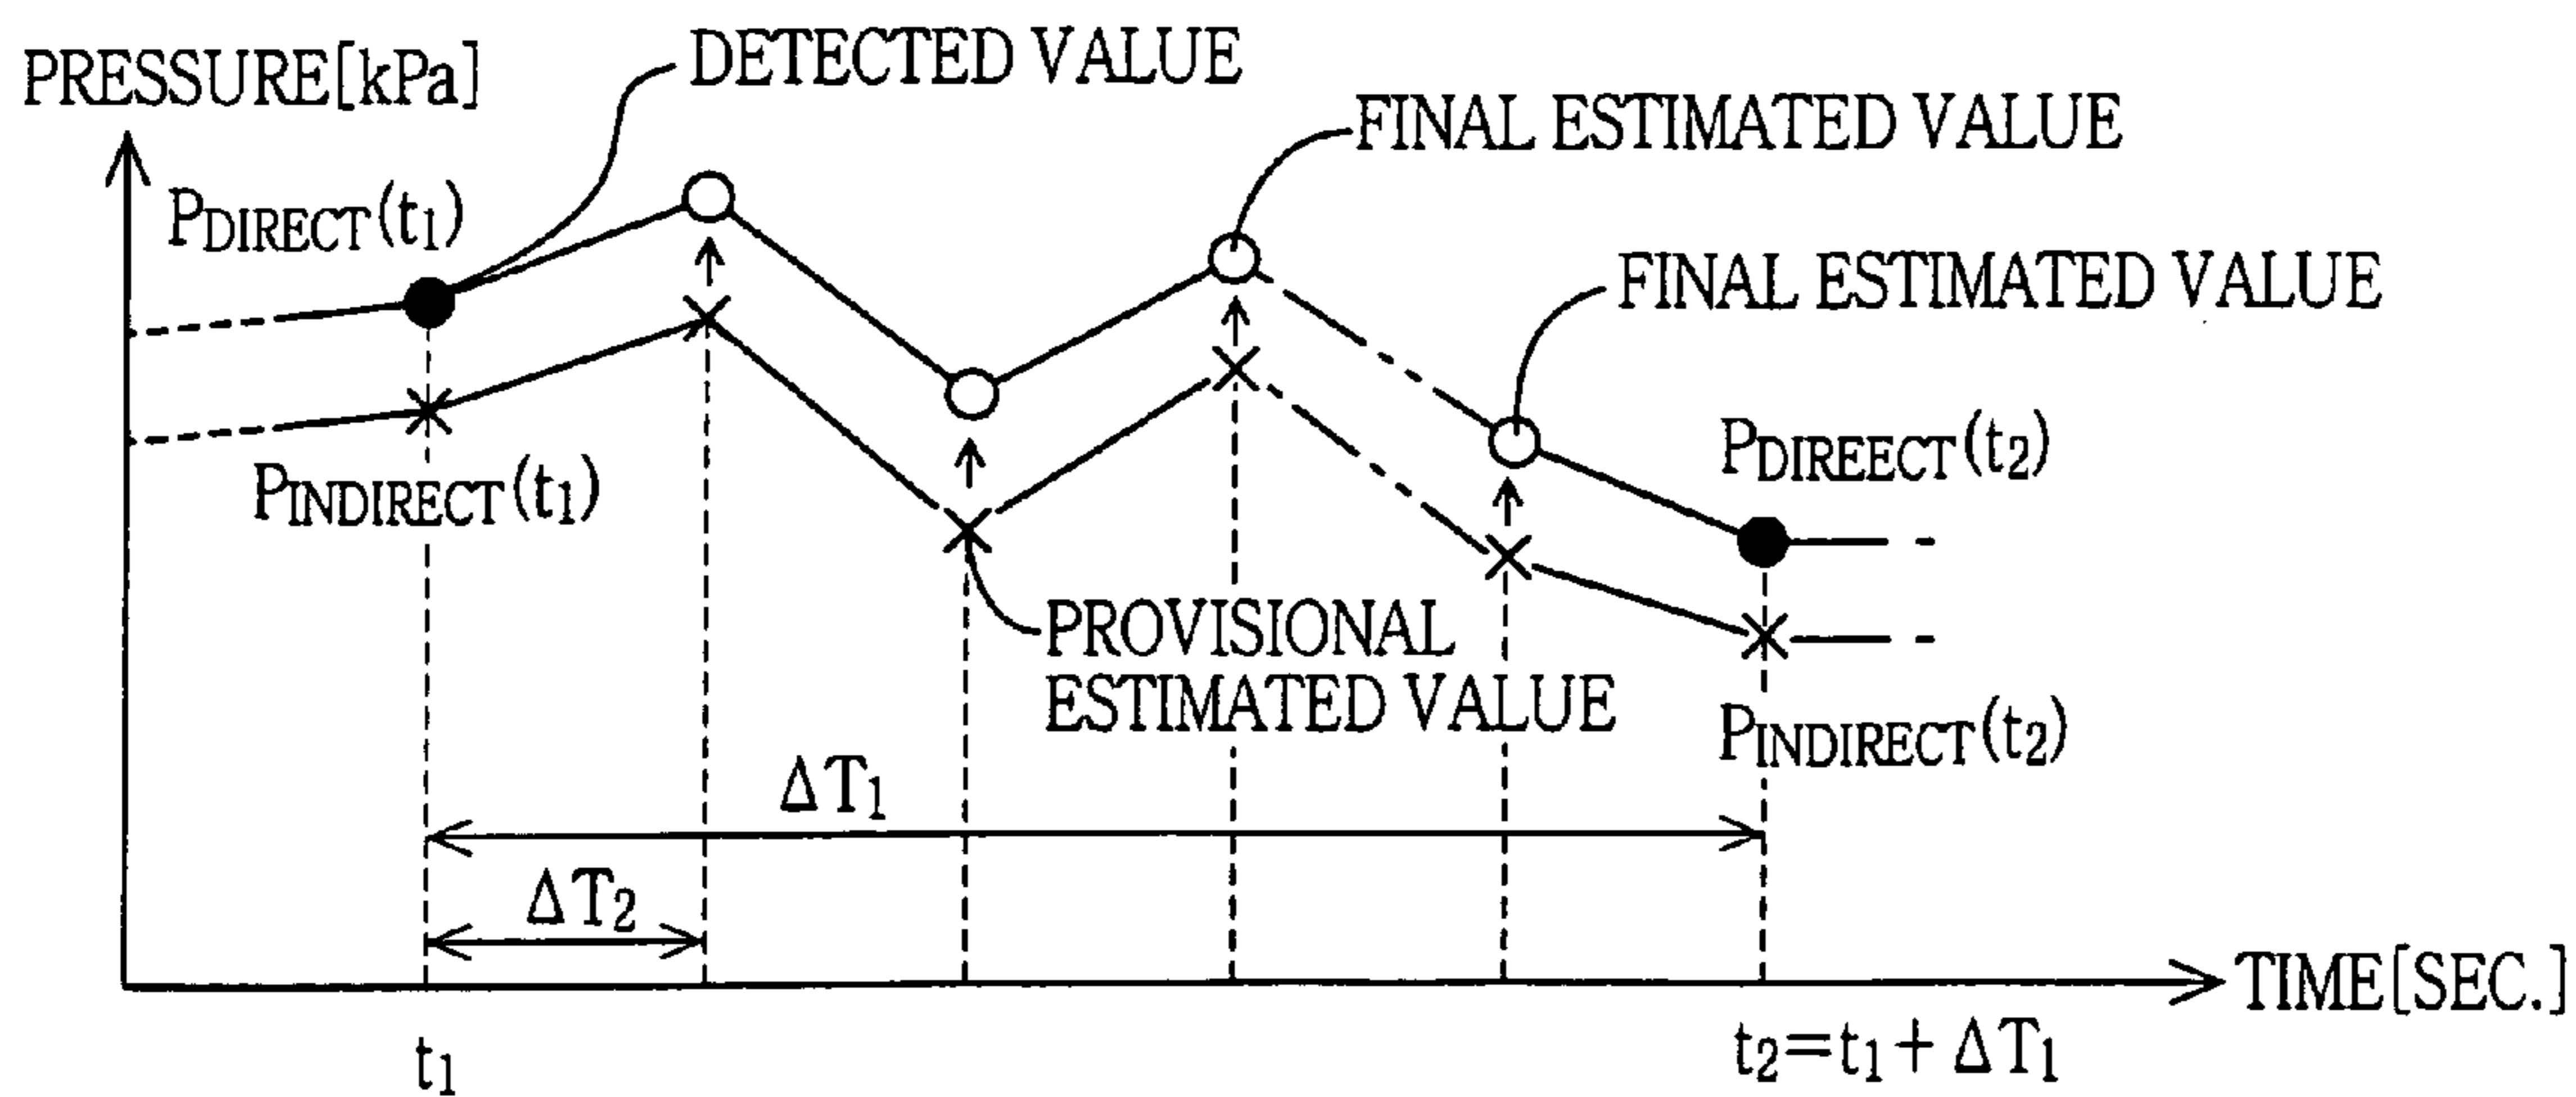 DETECTED VALUE
PRESSURE[kPa]
FINAL ESTIMATED VALUE
PDIRECT(t1)
FINAL ESTIMATED VALUE
PDIREECT(t2)
PINDIRECT(t1)
PROVISIONAL
ESTIMATED VALUE
PINDIRECT(t2)
ΔT1
ΔT2
TIME[SEC.]
t1
t2=t1+ΔT1